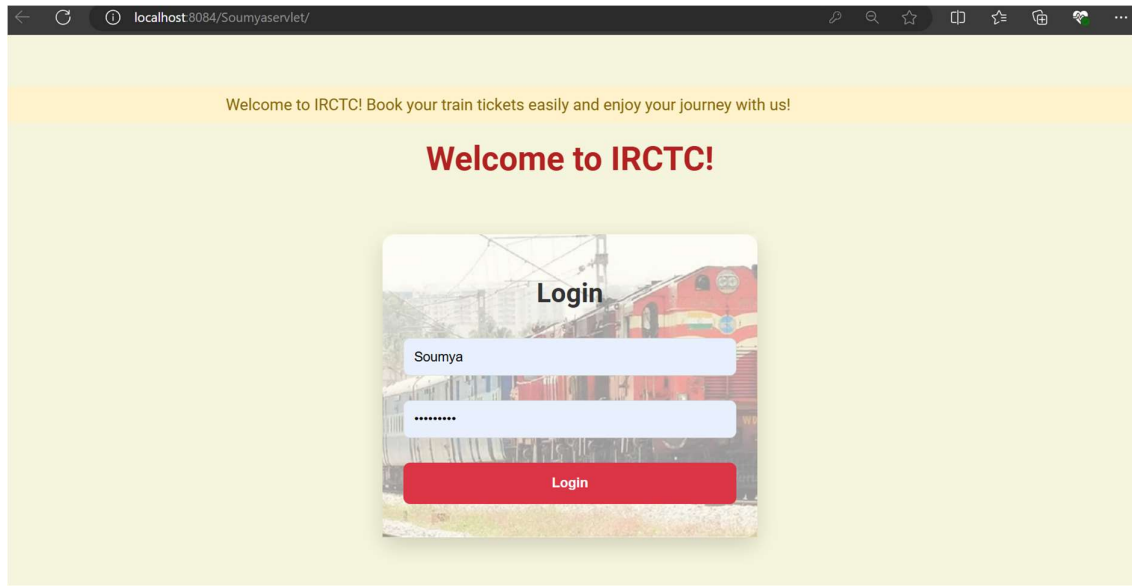 localhost:8084/Soumyaservlet/
Welcome to IRCTC! Book your train tickets easily and enjoy your journey with us!
Welcome to IRCTC!
Login
Soumya
•••••••••
Login